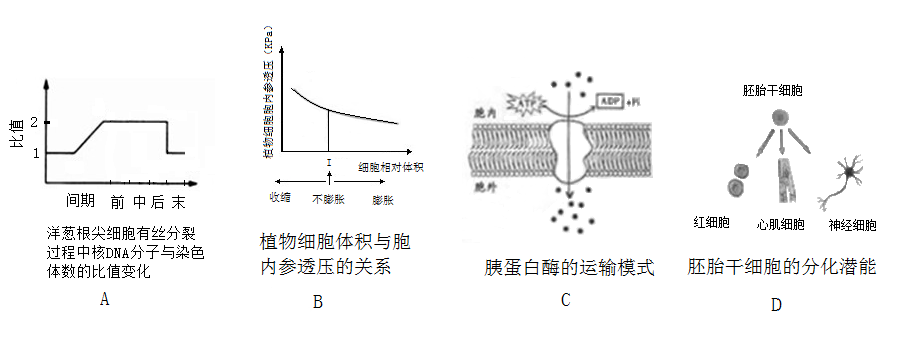 比值
2
1
间期 前 中 后 末
洋葱根尖细胞有丝分裂
过程中核DNA分子与染色
体数的比值变化
A
植物细胞胞内参透压（KPa）
I 细胞相对体积
收缩 不膨胀 膨胀
植物细胞体积与胞
内参透压的关系
B
ATP ADP +Pi
胞内
胞外
胰蛋白酶的运输模式
C
胚胎干细胞
红细胞 心肌细胞 神经细胞
胚胎干细胞的分化潜能
D